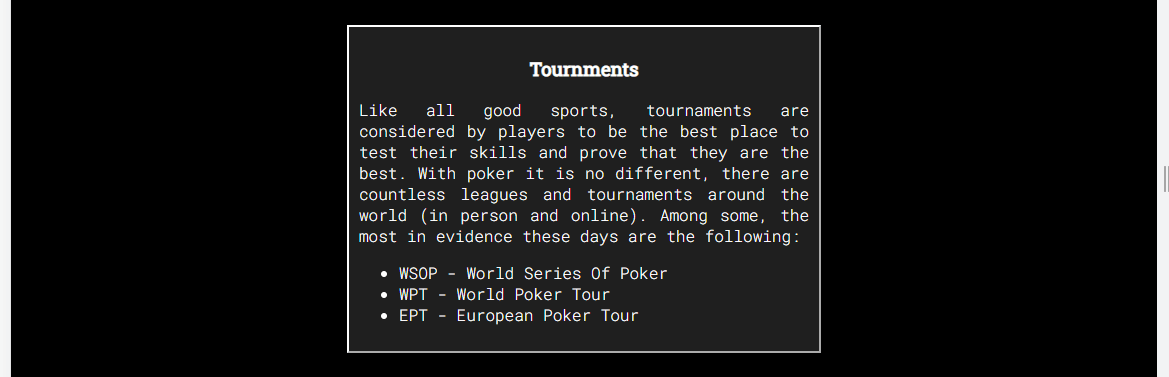 Tournments
Like all good sports, tournaments are
considered by players to be the best place to
test their skills and prove that they are the
best. With poker it is no different, there are
countless leagues and tournaments around the
world (in person and online). Among some, the
most in evidence these days are the following:
• WSOP - World Series Of Poker
• WPT - World Poker Tour
• EPT - European Poker Tour